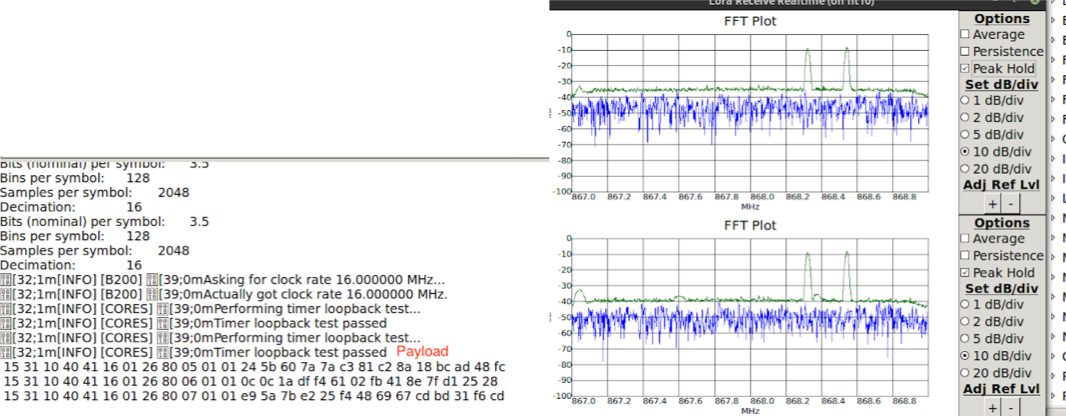 Lora Receive Realtime (on fit10)
Bits (nominal) per symbol: 3.5
Bins per symbol: 128
Samples per symbol: 2048
Decimation: 16
Bits (nominal) per symbol: 3.5
Bins per symbol: 128
Samples per symbol: 2048
Decimation: 16
[32;1m[INFO] [B200] [39;0mAsking for clock rate 16.000000 MHz...
[32;1m[INFO] [B200] [39;0mActually got clock rate 16.000000 MHz.
[32;1m[INFO] [CORES] [39;0mPerforming timer loopback test...
[32;1m[INFO] [CORES] [39;0mTimer loopback test passed
[32;1m[INFO] [CORES] [39;0mPerforming timer loopback test...
[32;1m[INFO] [CORES] [39;0mTimer loopback test passed Payload
15 31 10 40 41 16 01 26 80 05 01 01 24 5b 60 7a 7a c3 81 c2 8a 18 bc ad 48 fc
15 31 10 40 41 16 01 26 80 06 01 01 0c 0c 1a df f4 61 02 fb 41 8e 7f d1 25 28
15 31 10 40 41 16 01 26 80 07 01 01 e9 5a 7b e2 25 f4 48 69 67 cd bd 31 f6 cd
FFT Plot
0
-10
-20
-30
-40
-50
-60
-70
-80
-90
-100
867.0 867.2 867.4 867.6 867.8 868.0 868.2 868.4 868.6 868.8
MHz
Options
Average
Persistence
Peak Hold
Set dB/div
1 dB/div
2 dB/div
5 dB/div
10 dB/div
20 dB/div
Adj Ref Lvl
+ -
FFT Plot
0
-10
-20
-30
-40
-50
-60
-70
-80
-90
-100
867.0 867.2 867.4 867.6 867.8 868.0 868.2 868.4 868.6 868.8
MHz
Options
Average
Persistence
Peak Hold
Set dB/div
1 dB/div
2 dB/div
5 dB/div
10 dB/div
20 dB/div
Adj Ref Lvl
+ -